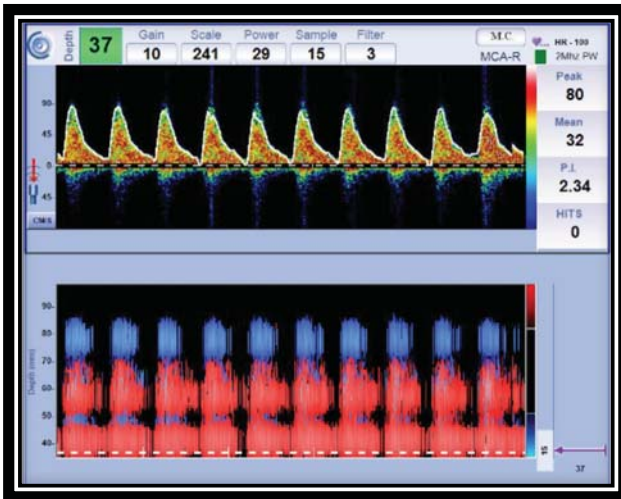 Depth 37 Gain Scale Power Sample Filter M.C. HR - 100
10 241 29 15 3 MCA-R 2Mhz PW
Peak
80
Mean
32
P.I.
2.34
HITS
0
90
45
0
45
CM/S
Depth (mm)
90
80
70
60
50
40
15
37